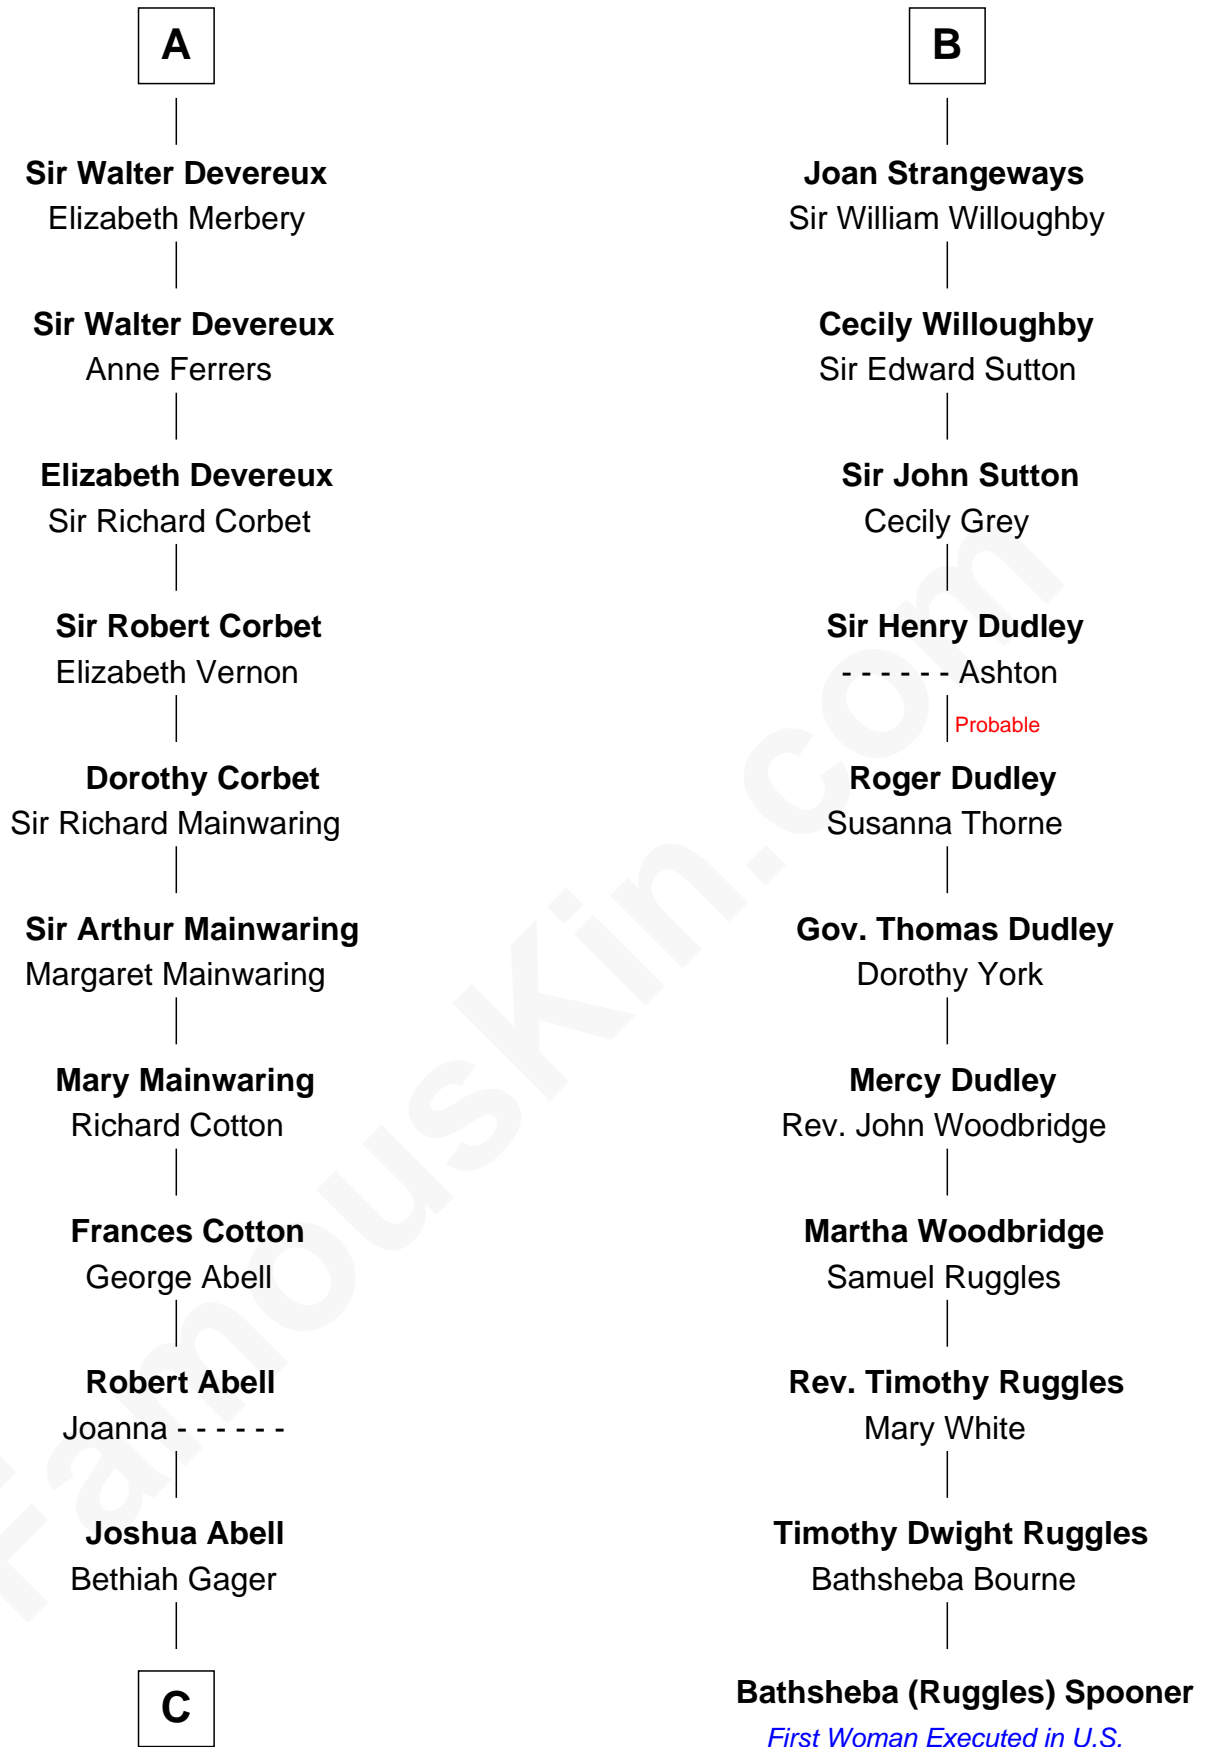 A
Sir Walter Devereux
Elizabeth Merbery
Sir Walter Devereux
Anne Ferrers
Elizabeth Devereux
Sir Richard Corbet
Sir Robert Corbet
Elizabeth Vernon
Dorothy Corbet
Sir Richard Mainwaring
Sir Arthur Mainwaring
Margaret Mainwaring
Mary Mainwaring
Richard Cotton
Frances Cotton
George Abell
Robert Abell
Joanna - - - - - -
Joshua Abell
Bethiah Gager
C
B
Joan Strangeways
Sir William Willoughby
Cecily Willoughby
Sir Edward Sutton
Sir John Sutton
Cecily Grey
Sir Henry Dudley
- - - - - - Ashton
Probable
Roger Dudley
Susanna Thorne
Gov. Thomas Dudley
Dorothy York
Mercy Dudley
Rev. John Woodbridge
Martha Woodbridge
Samuel Ruggles
Rev. Timothy Ruggles
Mary White
Timothy Dwight Ruggles
Bathsheba Bourne
Bathsheba (Ruggles) Spooner
First Woman Executed in U.S.
FamousKin.com